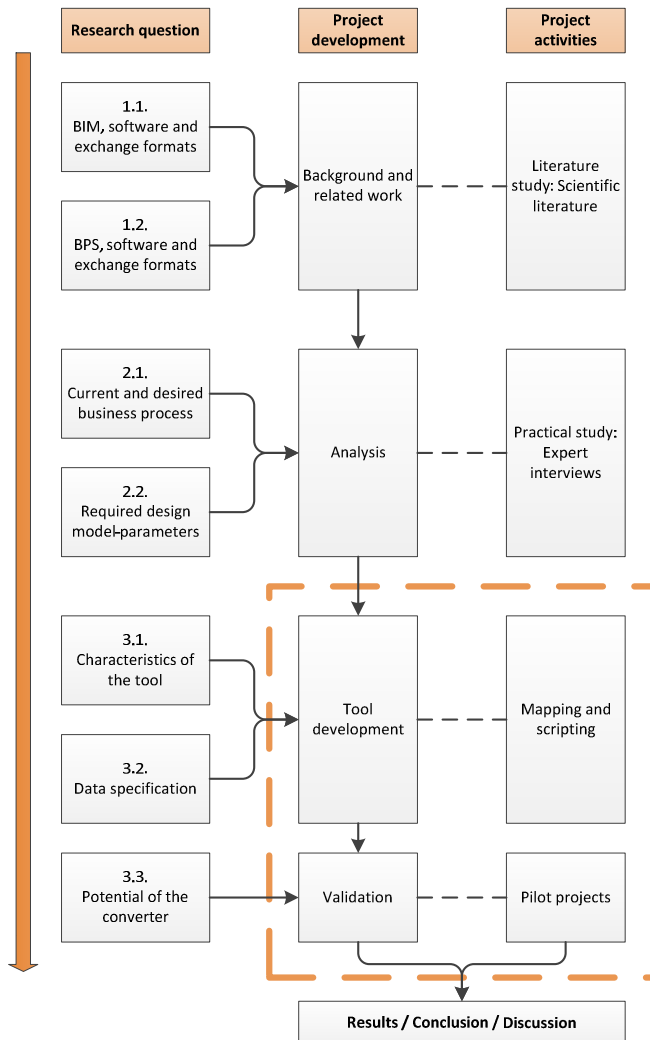 Research question
Project
development
Project
activities
1.1.
BIM, software and
exchange formats
1.2.
BPS, software and
exchange formats
Background and
related work
Literature
study: Scientific
literature
2.1.
Current and desired
business process
2.2.
Required design
model-parameters
Analysis
Practical study:
Expert
interviews
3.1.
Characteristics of
the tool
3.2.
Data specification
Tool
development
Mapping and
scripting
3.3.
Potential of the
converter
Validation
Pilot projects
Results / Conclusion / Discussion